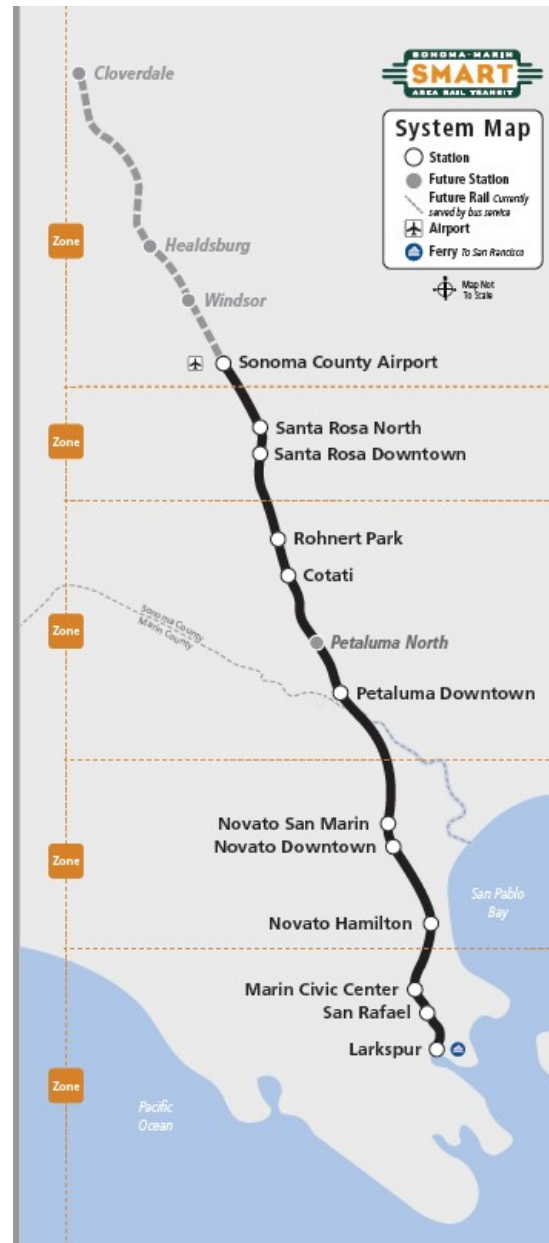 SONOMA-MARIN
SMART
AREA RAIL TRANSIT
System Map
Station
Future Station
Future Rail Currently
served by bus service
Airport
Ferry To San Rancisco
Map Not
To Scale
Cloverdale
Zone
Healdsburg
Windsor
Sonoma County Airport
Santa Rosa North
Zone
Santa Rosa Downtown
Rohnert Park
Cotati
Sonoma County
Marin County
Zone
Petaluma North
Petaluma Downtown
Novato San Marin
Novato Downtown
Zone
San Pablo
Bay
Novato Hamilton
Marin Civic Center
San Rafael
Larkspur
Zone
Pacific
Ocean